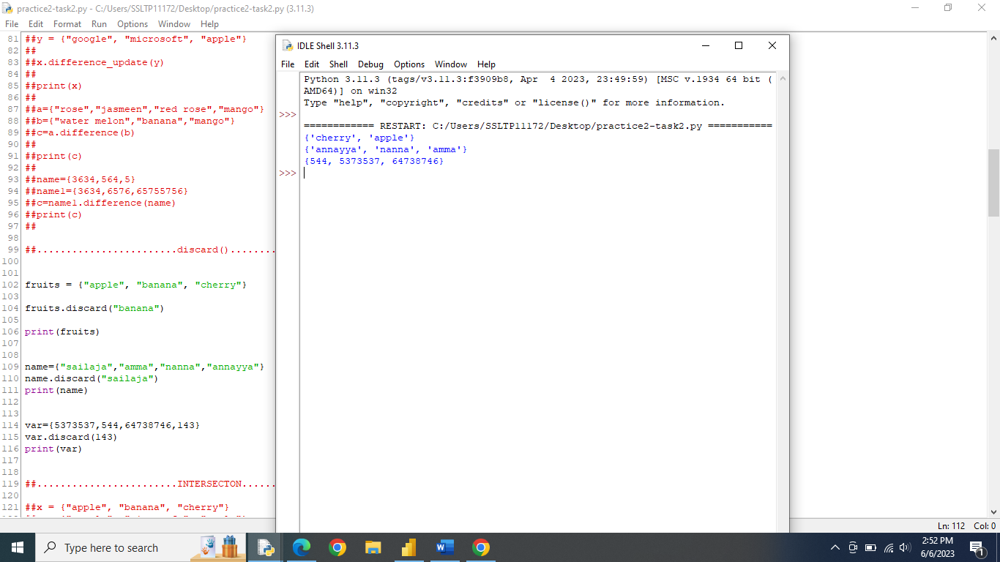 practice2-task2.py - C:/Users/SSLTP11172/Desktop/practice2-task2.py (3.11.3)
File Edit Format Run Options Window Help
81 ##y = {"google", "microsoft", "apple"}
82 ##
83 ##x.difference_update(y)
84 ##
85 ##print(x)
86 ##
87 ##a={"rose","jasmeen","red rose","mango"}
88 ##b={"water melon","banana","mango"}
89 ##c=a.difference(b)
90 ##
91 ##print(c)
92 ##
93 ##name={3634,564,5}
94 ##name1={3634,6576,65755756}
95 ##c=name1.difference(name)
96 ##print(c)
97 ##
98
99 ##........................discard()........
100
101
102 fruits = {"apple", "banana", "cherry"}
103
104 fruits.discard("banana")
105
106 print(fruits)
107
108
109 name={"sailaja","amma","nanna","annayya"}
110 name.discard("sailaja")
111 print(name)
112
113
114 var={5373537,544,64738746,143}
115 var.discard(143)
116 print(var)
117
118
119 ##........................INTERSECTON......
120
121 ##x = {"apple", "banana", "cherry"}
IDLE Shell 3.11.3
File Edit Shell Debug Options Window Help
Python 3.11.3 (tags/v3.11.3:f3909b8, Apr  4 2023, 23:49:59) [MSC v.1934 64 bit (
AMD64)] on win32
Type "help", "copyright", "credits" or "license()" for more information.
>>>
============ RESTART: C:/Users/SSLTP11172/Desktop/practice2-task2.py ===========
{'cherry', 'apple'}
{'annayya', 'nanna', 'amma'}
{544, 5373537, 64738746}
>>>
Ln: 112 Col: 0
Type here to search
2:52 PM
6/6/2023
1